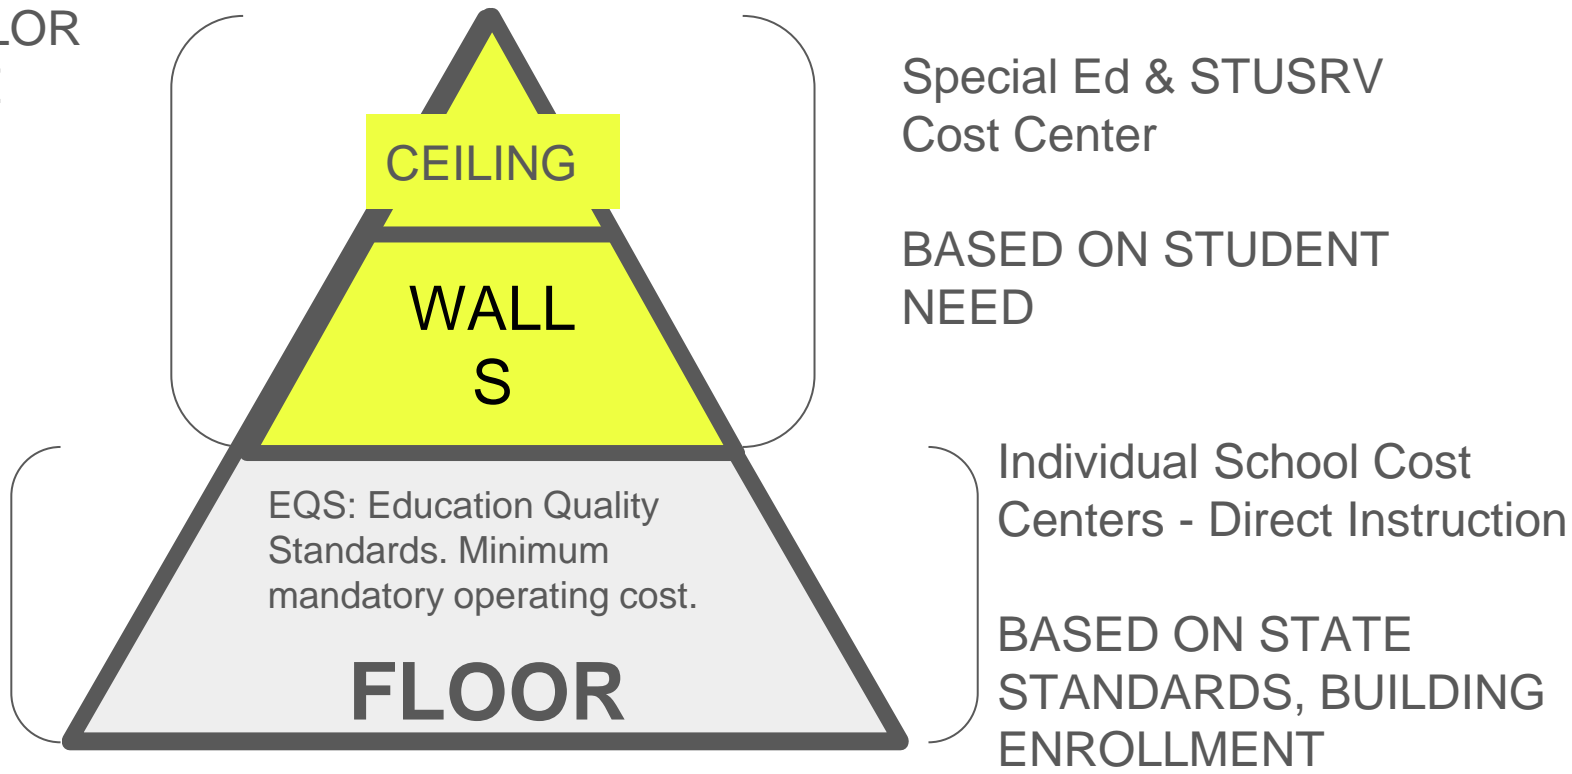 LOR
Special Ed & STUSRV
Cost Center
BASED ON STUDENT
NEED
CEILING
WALL
S
EQS: Education Quality
Standards. Minimum
mandatory operating cost.
FLOOR
Individual School Cost
Centers - Direct Instruction
BASED ON STATE
STANDARDS, BUILDING
ENROLLMENT